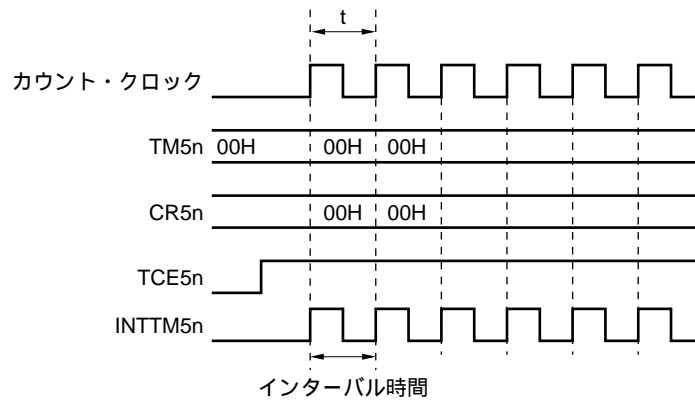 t
カウント・クロック
TM5n 00H 00H 00H
CR5n 00H 00H
TCE5n
INTTM5n
インターバル時間